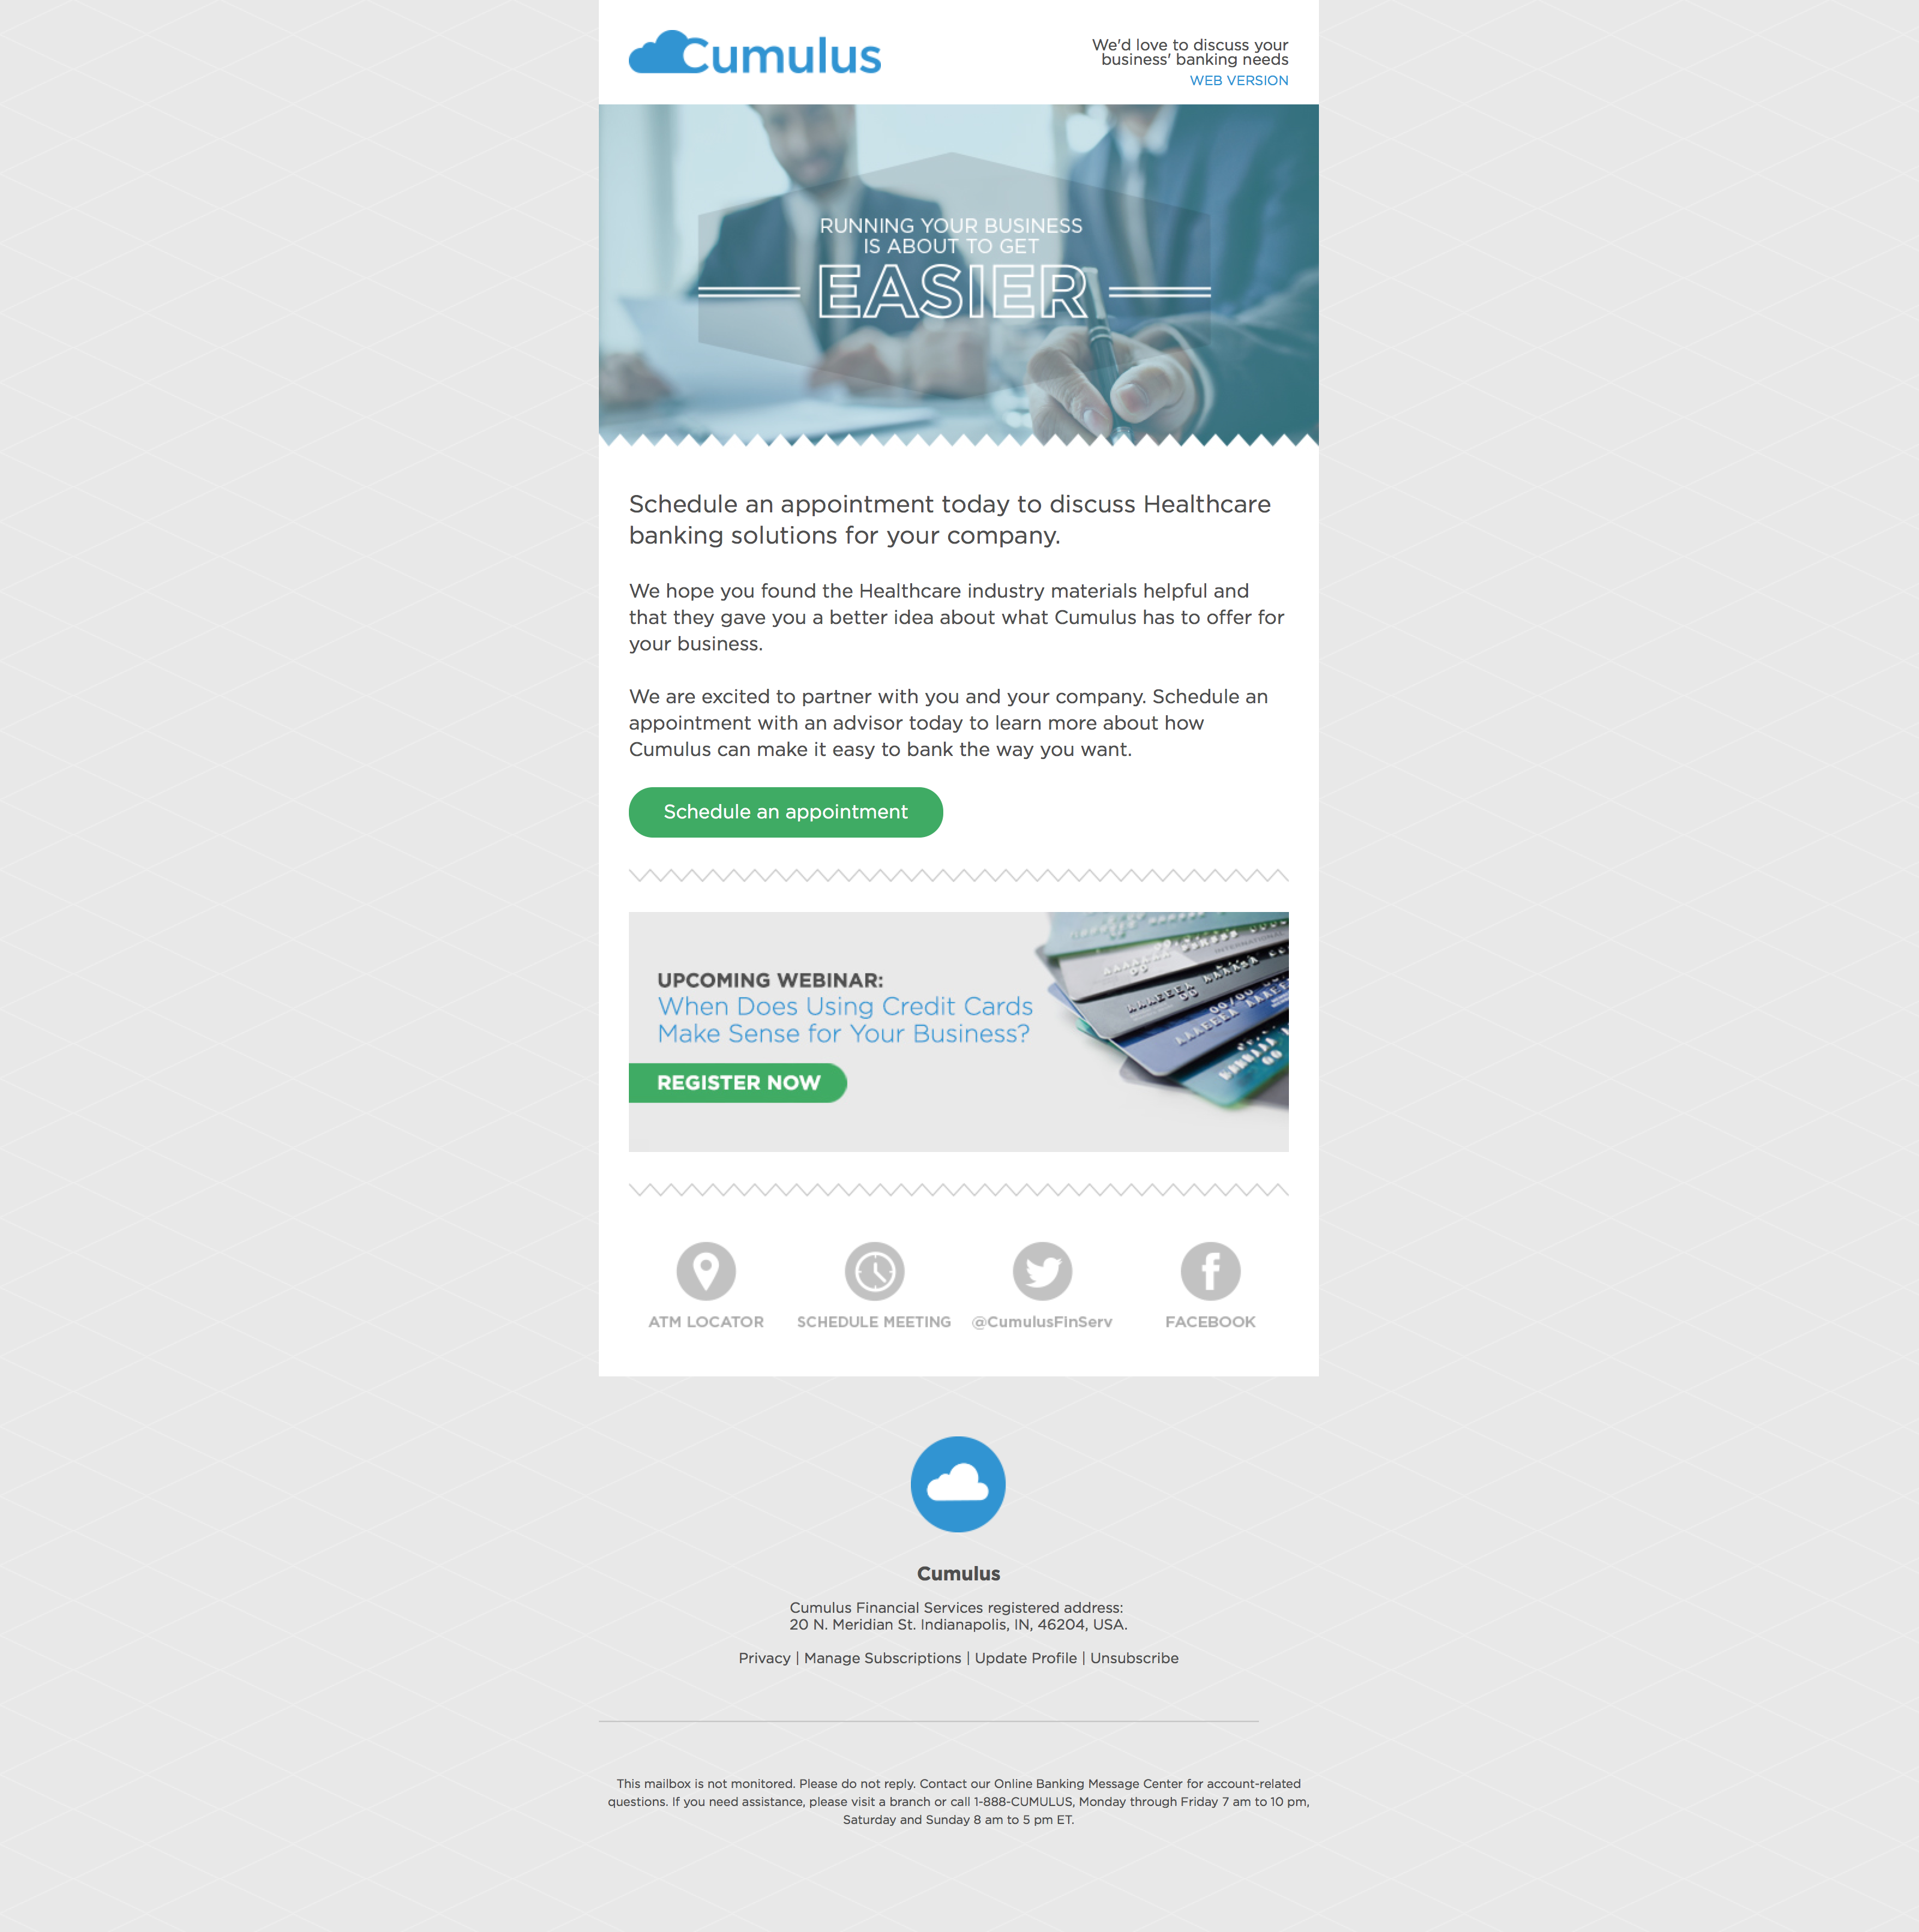 Cumulus
We'd love to discuss your
business' banking needs
WEB VERSION
RUNNING YOUR BUSINESS
IS ABOUT TO GET
EASIER
Schedule an appointment today to discuss Healthcare
banking solutions for your company.
We hope you found the Healthcare industry materials helpful and
that they gave you a better idea about what Cumulus has to offer for
your business.
We are excited to partner with you and your company. Schedule an
appointment with an advisor today to learn more about how
Cumulus can make it easy to bank the way you want.
Schedule an appointment
UPCOMING WEBINAR:
When Does Using Credit Cards
Make Sense for Your Business?
REGISTER NOW
ATM LOCATOR
SCHEDULE MEETING
@CumulusFinServ
FACEBOOK
Cumulus
Cumulus Financial Services registered address:
20 N. Meridian St. Indianapolis, IN, 46204, USA.
Privacy | Manage Subscriptions | Update Profile | Unsubscribe
This mailbox is not monitored. Please do not reply. Contact our Online Banking Message Center for account-related
questions. If you need assistance, please visit a branch or call 1-888-CUMULUS, Monday through Friday 7 am to 10 pm,
Saturday and Sunday 8 am to 5 pm ET.